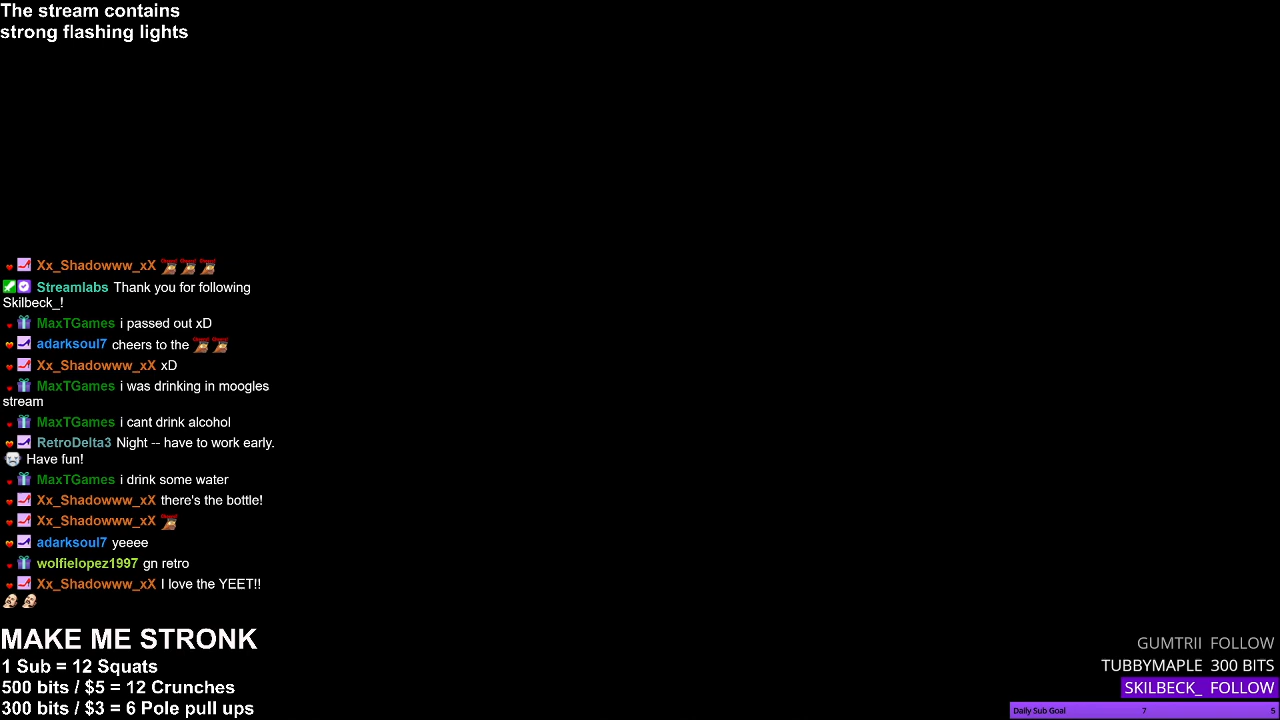 The stream contains
strong flashing lights
Xx_Shadowww_xX
Streamlabs Thank you for following
Skilbeck_!
MaxTGames i passed out xD
adarksoul7 cheers to the
Xx_Shadowww_xX xD
MaxTGames i was drinking in moogles
stream
MaxTGames i cant drink alcohol
RetroDelta3 Night -- have to work early.
Have fun!
MaxTGames i drink some water
Xx_Shadowww_xX there's the bottle!
Xx_Shadowww_xX
adarksoul7 yeeee
wolfielopez1997 gn retro
Xx_Shadowww_xX I love the YEET!!
MAKE ME STRONK
1 Sub = 12 Squats
500 bits / $5 = 12 Crunches
300 bits / $3 = 6 Pole pull ups
GUMTRII FOLLOW
TUBBYMAPLE 300 BITS
SKILBECK_ FOLLOW
Daily Sub Goal 7 5